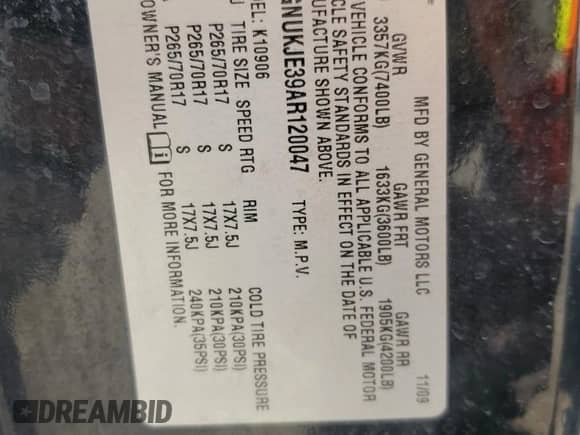 MFD BY GENERAL MOTORS LLC 11/09
GVWR GAWR FRT GAWR RR
3357KG(7400LB) 1633KG(3600LB) 1905KG(4200LB)
VEHICLE CONFORMS TO ALL APPLICABLE U.S. FEDERAL MOTOR
CLE SAFETY STANDARDS IN EFFECT ON THE DATE OF
UFACTURE SHOWN ABOVE.
GNUKJE39AR120047 TYPE: M.P.V.
EL: K10906
TIRE SIZE SPEED RTG RIM COLD TIRE PRESSURE
P265/70R17 S 17X7.5J 210KPA(30PSI)
P265/70R17 S 17X7.5J 210KPA(30PSI)
P265/70R17 S 17X7.5J 240KPA(35PSI)
OWNER'S MANUAL i FOR MORE INFORMATION.
DREAMBID